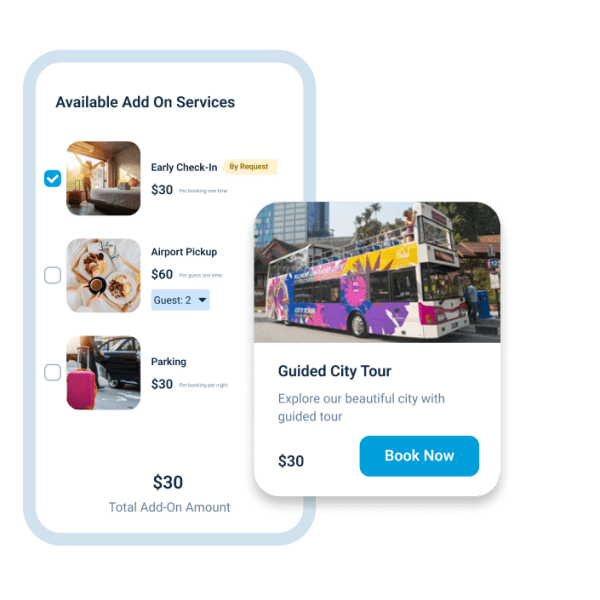 Available Add On Services
Early Check-In
By Request
$30
Per booking one time
Airport Pickup
$60
Per guest one time
Guest: 2
Parking
$30
Per booking per night
$30
Total Add-On Amount
CITY TOUR
Guided City Tour
Explore our beautiful city with
guided tour
$30
Book Now